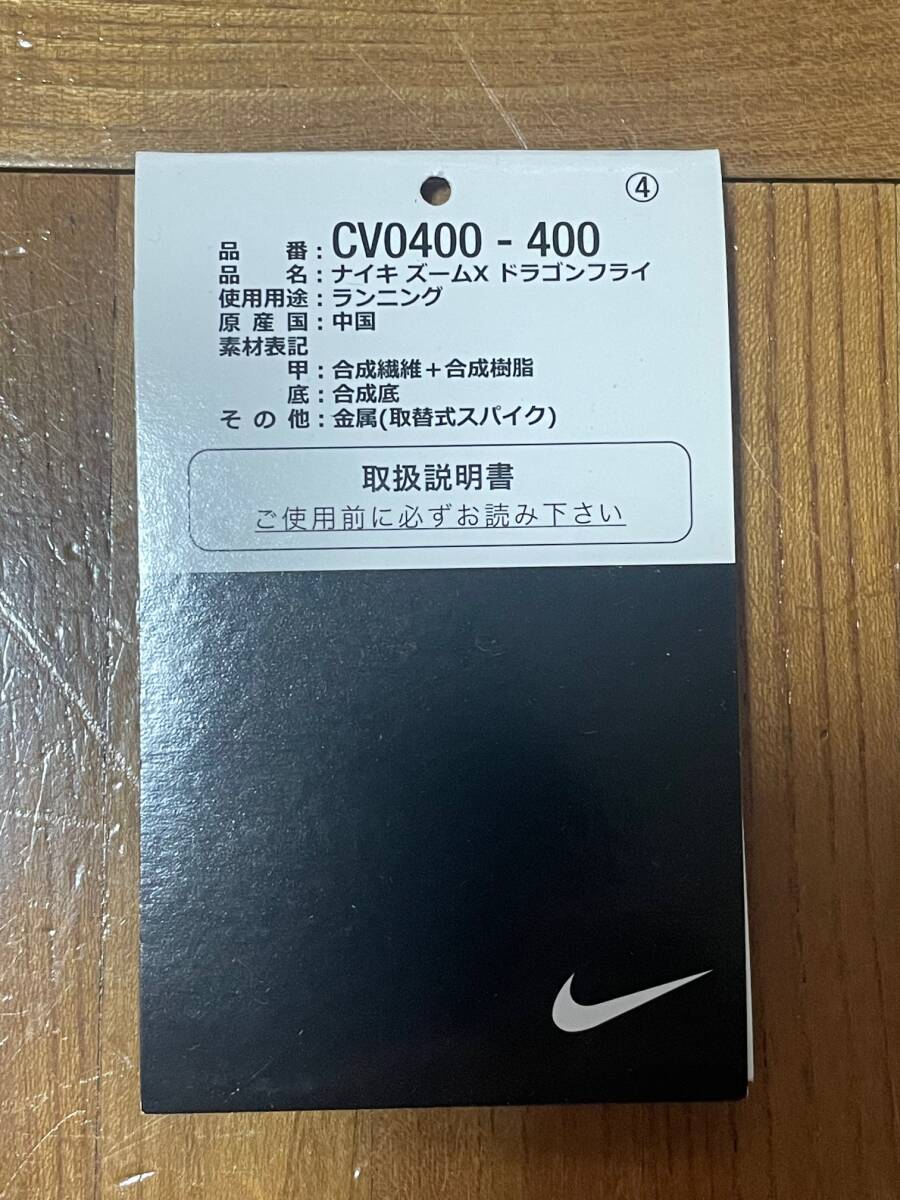 ④
品番：CV0400 - 400
品名：ナイキ ズームX ドラゴンフライ
使用用途：ランニング
原産国：中国
素材表記
甲：合成繊維＋合成樹脂
底：合成底
その他：金属(取替式スパイク)
取扱説明書
ご使用前に必ずお読み下さい